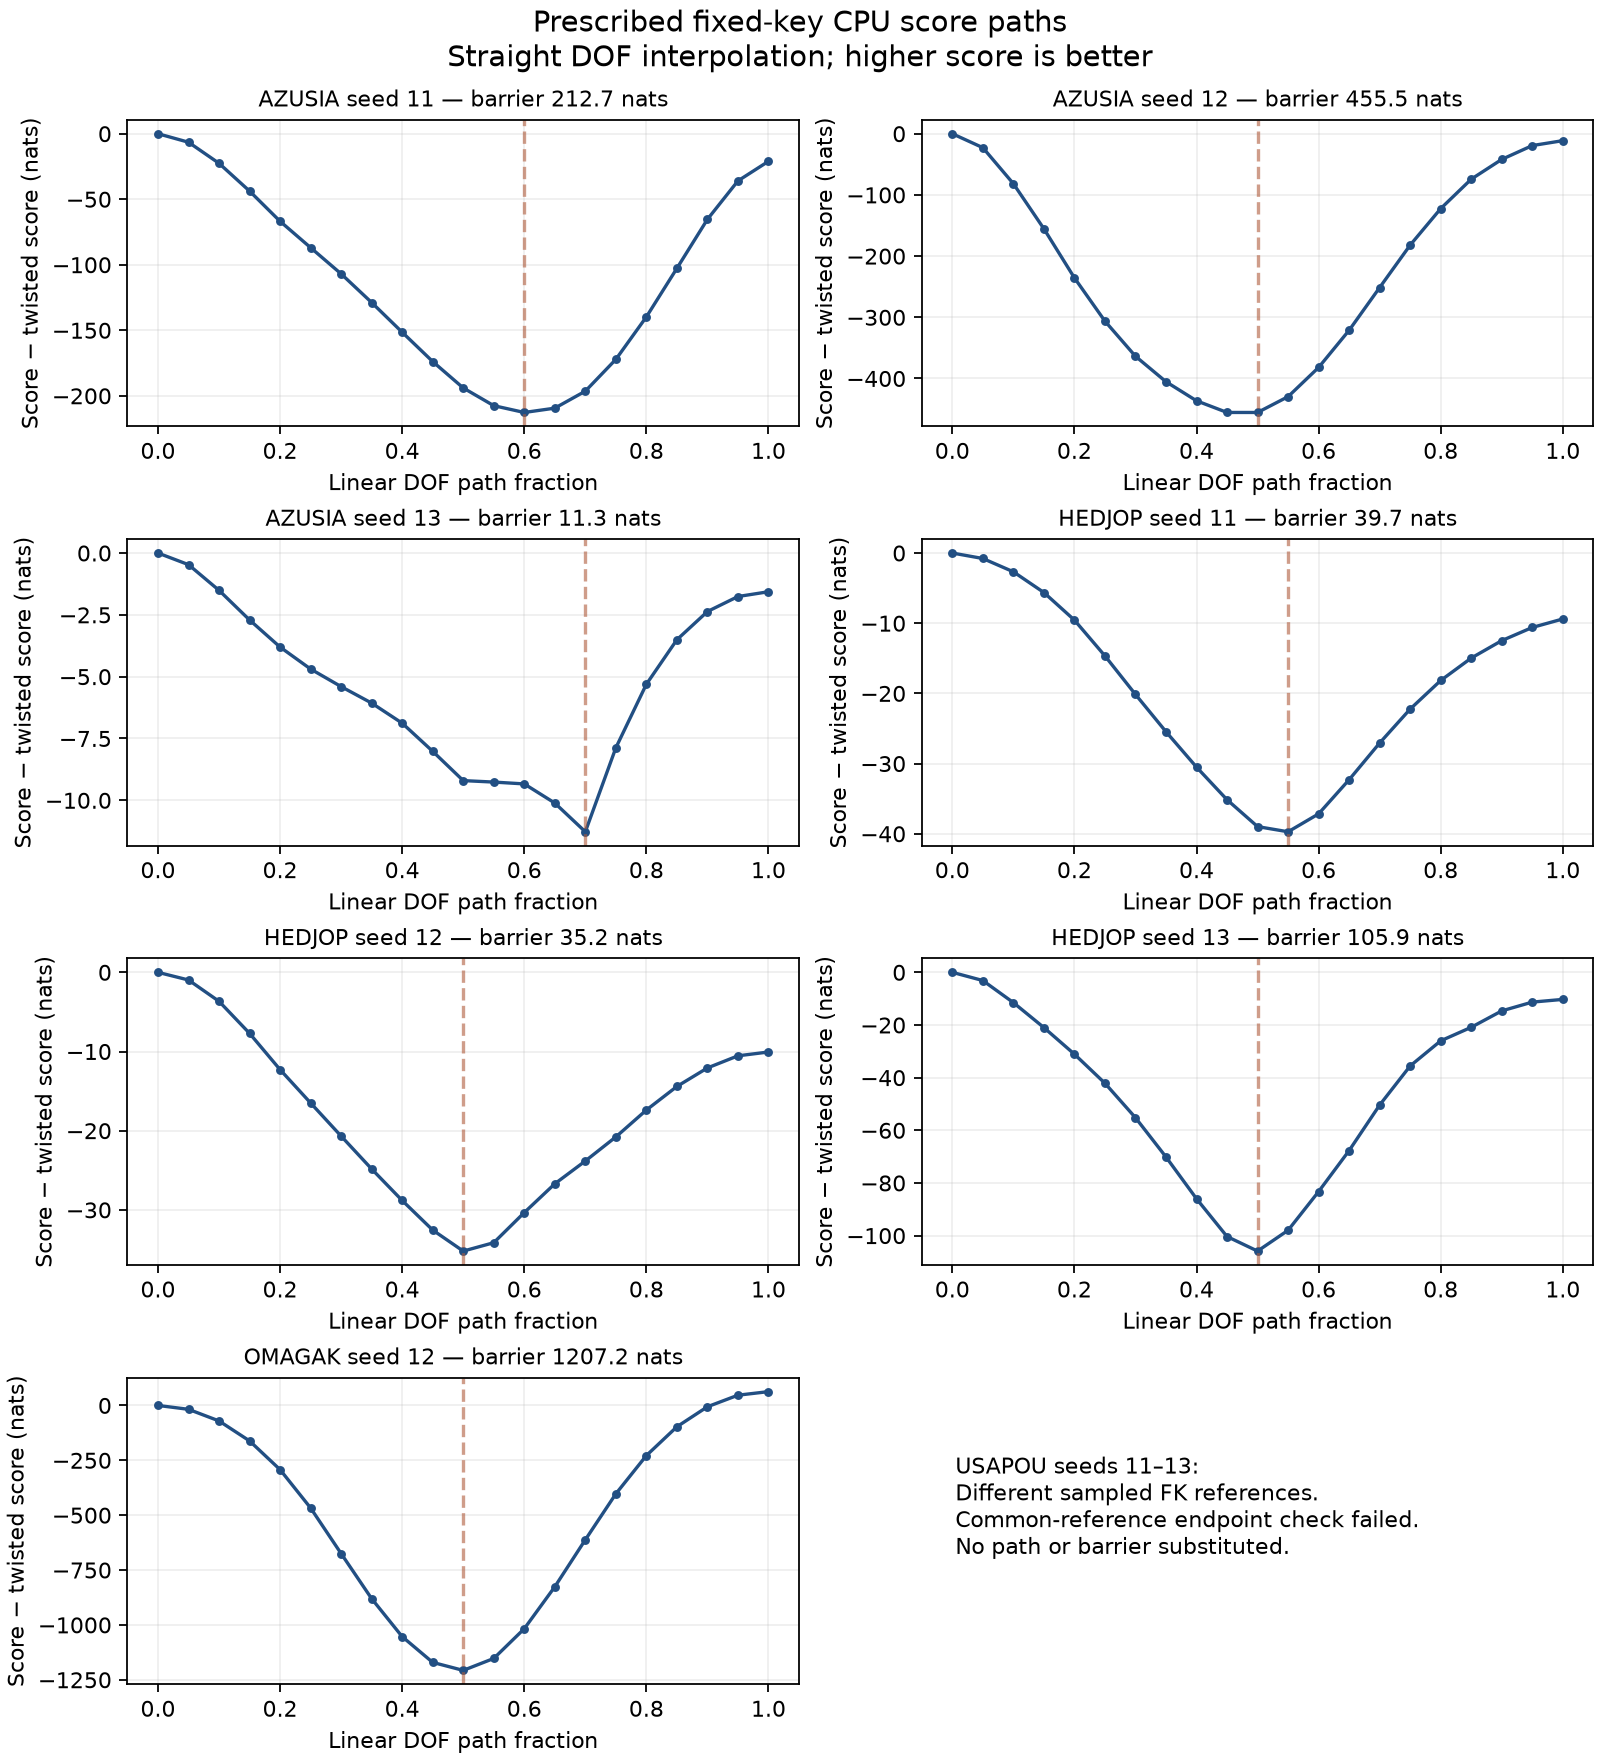 Prescribed fixed-key CPU score paths
Straight DOF interpolation; higher score is better
AZUSIA seed 11 — barrier 212.7 nats
Score − twisted score (nats)
0
−50
−100
−150
−200
0.0 0.2 0.4 0.6 0.8 1.0
Linear DOF path fraction
AZUSIA seed 12 — barrier 455.5 nats
Score − twisted score (nats)
0
−100
−200
−300
−400
0.0 0.2 0.4 0.6 0.8 1.0
Linear DOF path fraction
AZUSIA seed 13 — barrier 11.3 nats
Score − twisted score (nats)
0.0
−2.5
−5.0
−7.5
−10.0
0.0 0.2 0.4 0.6 0.8 1.0
Linear DOF path fraction
HEDJOP seed 11 — barrier 39.7 nats
Score − twisted score (nats)
0
−10
−20
−30
−40
0.0 0.2 0.4 0.6 0.8 1.0
Linear DOF path fraction
HEDJOP seed 12 — barrier 35.2 nats
Score − twisted score (nats)
0
−10
−20
−30
0.0 0.2 0.4 0.6 0.8 1.0
Linear DOF path fraction
HEDJOP seed 13 — barrier 105.9 nats
Score − twisted score (nats)
0
−20
−40
−60
−80
−100
0.0 0.2 0.4 0.6 0.8 1.0
Linear DOF path fraction
OMAGAK seed 12 — barrier 1207.2 nats
Score − twisted score (nats)
0
−250
−500
−750
−1000
−1250
0.0 0.2 0.4 0.6 0.8 1.0
Linear DOF path fraction
USAPOU seeds 11–13:
Different sampled FK references.
Common-reference endpoint check failed.
No path or barrier substituted.